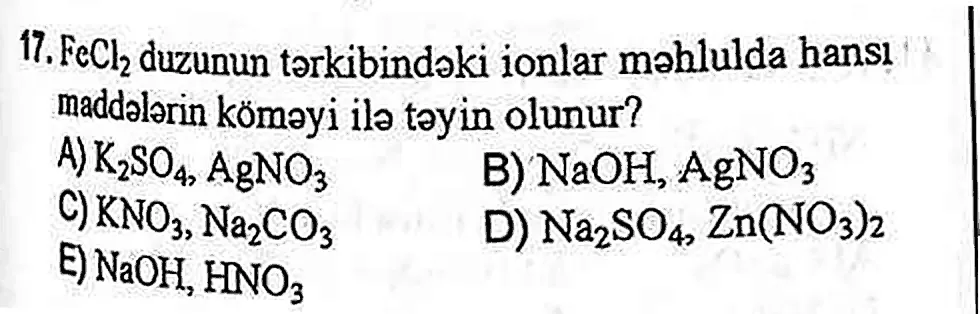 17. FeCl₂ duzunun tərkibindəki ionlar məhlulda hansı
maddələrin köməyi ilə təyin olunur?
A) K₂SO₄, AgNO₃ B) NaOH, AgNO₃
C) KNO₃, Na₂CO₃ D) Na₂SO₄, Zn(NO₃)₂
E) NaOH, HNO₃